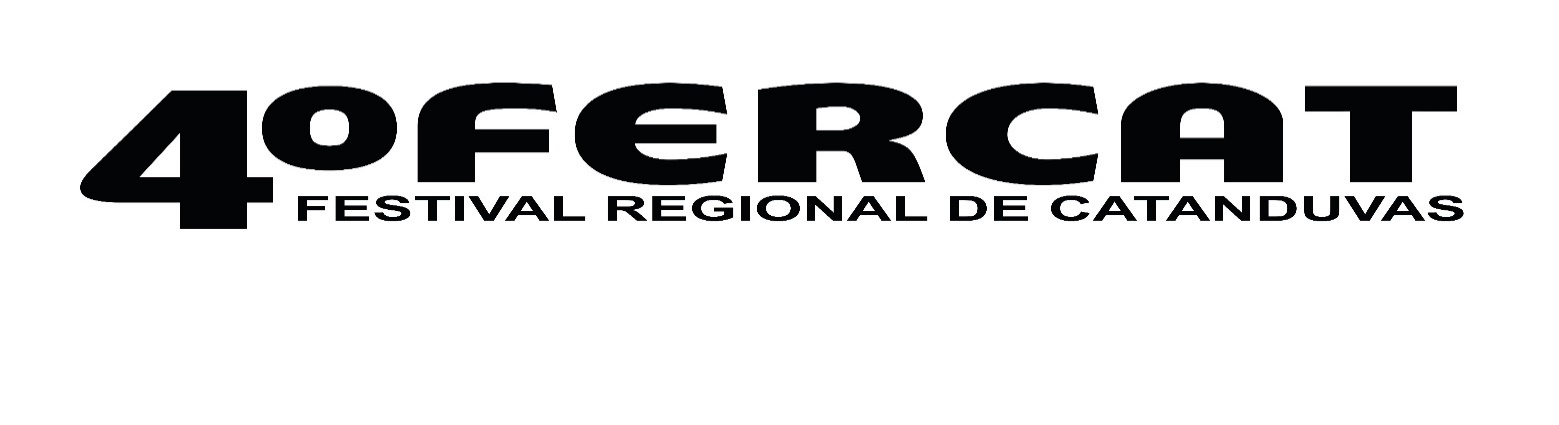 4ºFERCAT
FESTIVAL REGIONAL DE CATANDUVAS